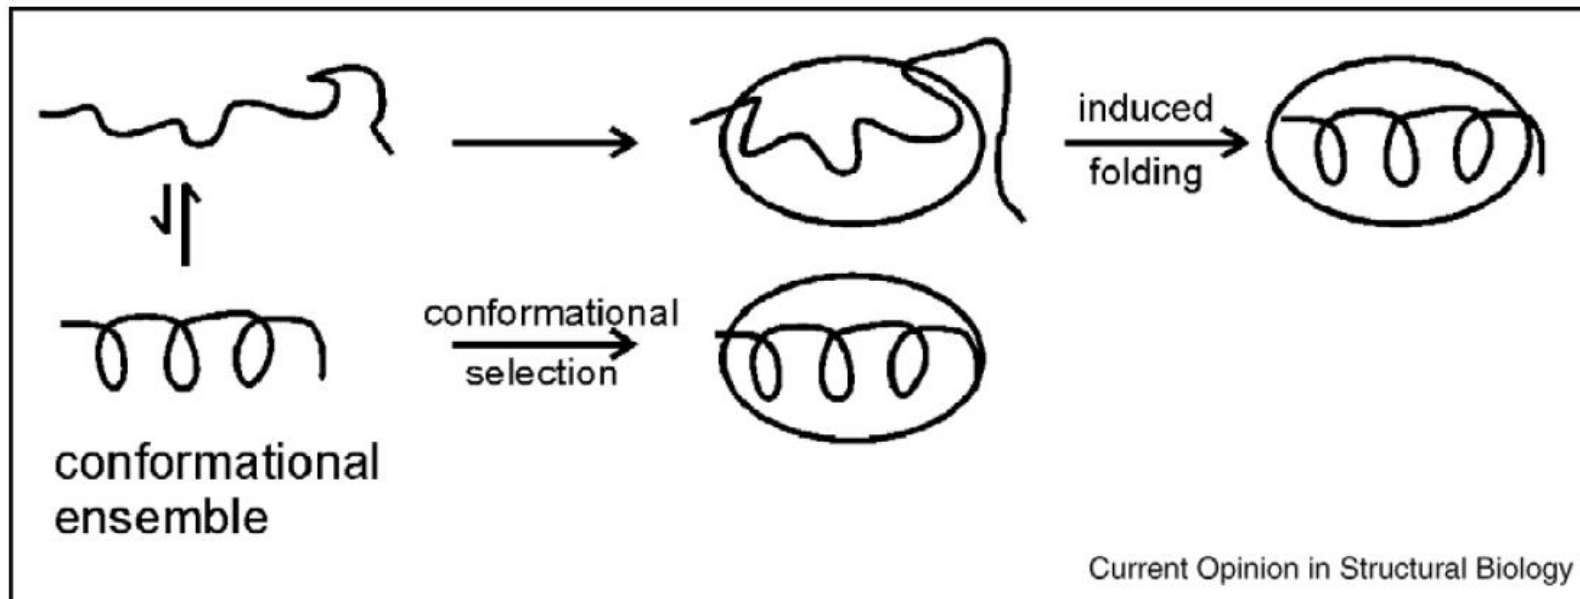 induced
folding
conformational
selection
conformational
ensemble
Current Opinion in Structural Biology